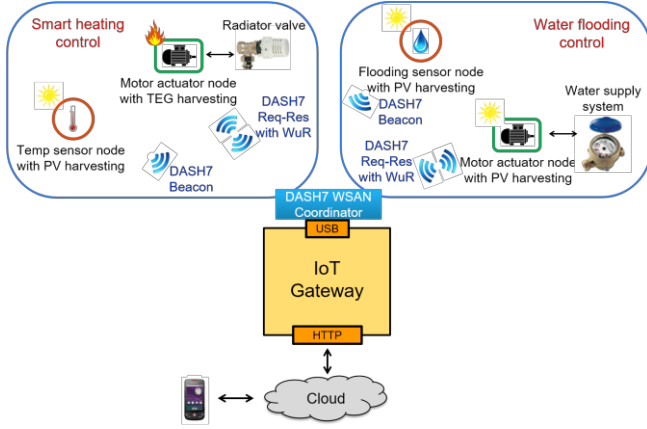 Smart heating
control
Radiator valve
Motor actuator node
with TEG harvesting
DASH7
Req-Res
with WuR
Temp sensor node
with PV harvesting
DASH7
Beacon
Water flooding
control
Flooding sensor node
with PV harvesting
DASH7
Beacon
Water supply
system
DASH7
Req-Res
with WuR
Motor actuator node
with PV harvesting
DASH7 WSAN
Coordinator
USB
IoT
Gateway
HTTP
Cloud